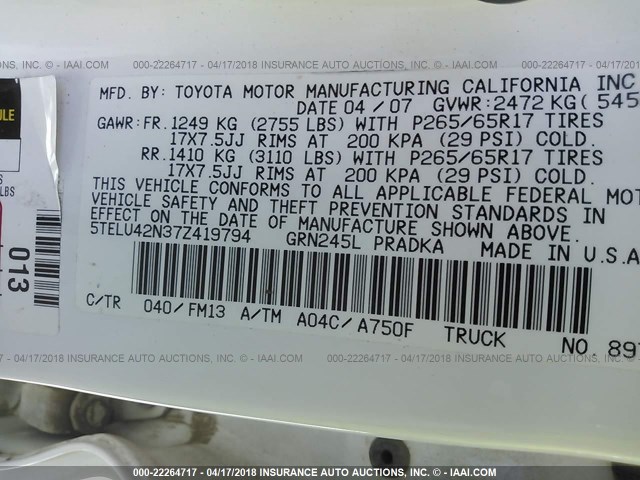 - © IAAI.COM 000-22264717 - 04/17/2018 INSURANCE AUTO AUCTIONS, INC. - © IAAI.COM
MFD. BY: TOYOTA MOTOR MANUFACTURING CALIFORNIA INC
DATE 04 / 07 GVWR: 2472 KG (545
GAWR: FR. 1249 KG (2755 LBS) WITH P265/65R17 TIRES
17X7.5JJ RIMS AT 200 KPA (29 PSI) COLD.
RR. 1410 KG (3110 LBS) WITH P265/65R17 TIRES
17X7.5JJ RIMS AT 200 KPA (29 PSI) COLD.
THIS VEHICLE CONFORMS TO ALL APPLICABLE FEDERAL MOT
VEHICLE SAFETY AND THEFT PREVENTION STANDARDS IN
EFFECT ON THE DATE OF MANUFACTURE SHOWN ABOVE.
5TELU42N37Z419794 GRN245L PRADKA MADE IN U.S.A
C/TR 040/FM13 A/TM A04C/A750F TRUCK NO. 89
ULE
LBS
013
04/17/2018 INSURANCE AUTO AUCTIONS, INC. - © IAAI.COM
000-22264717 - 04/17/2018 INSURANCE AUTO AUCTIONS, INC. - © IAAI.COM